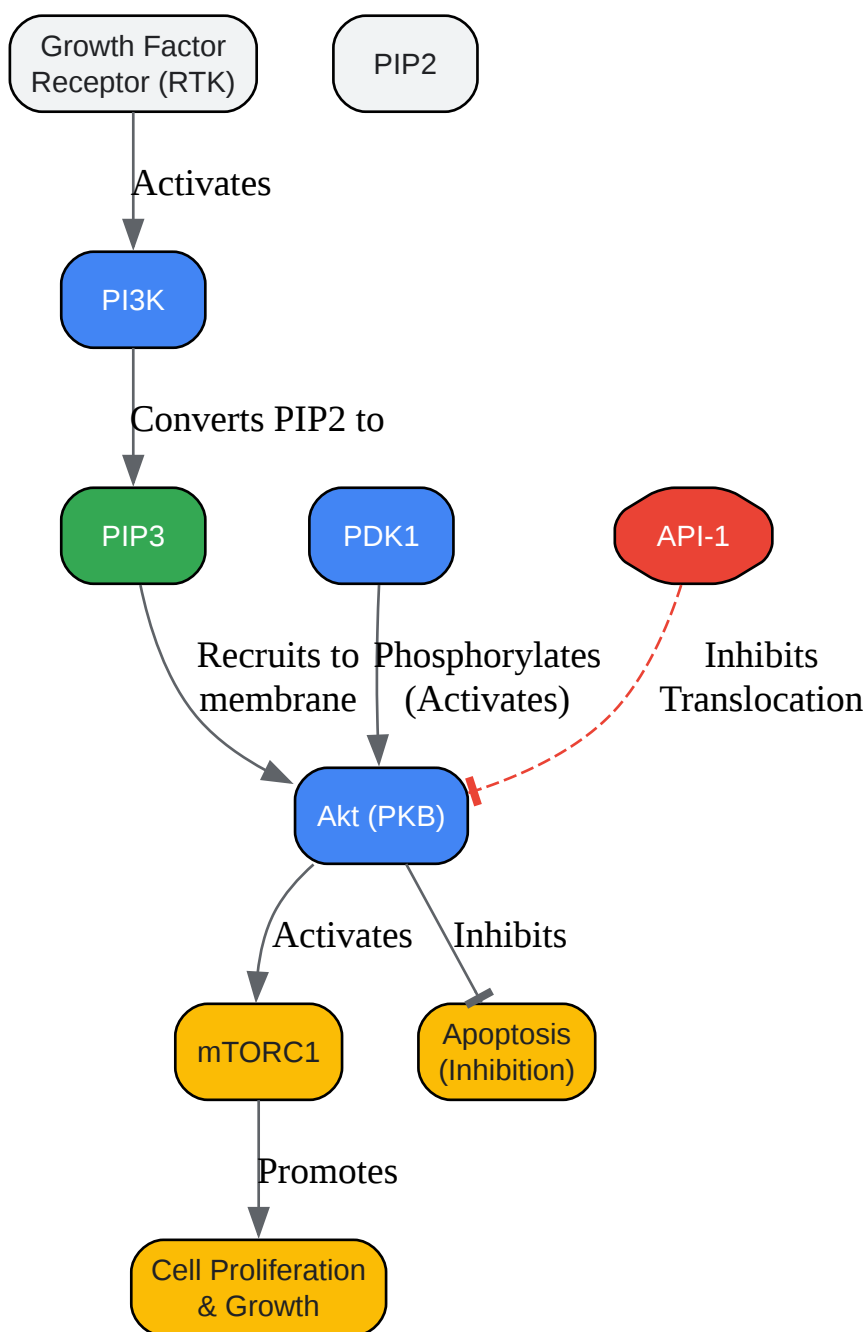 Growth Factor
Receptor (RTK)
PIP2
Activates
PI3K
Converts PIP2 to
PIP3
PDK1
API-1
Recruits to
membrane
Phosphorylates
(Activates)
Inhibits
Translocation
Akt (PKB)
Activates
Inhibits
mTORC1
Apoptosis
(Inhibition)
Promotes
Cell Proliferation
& Growth